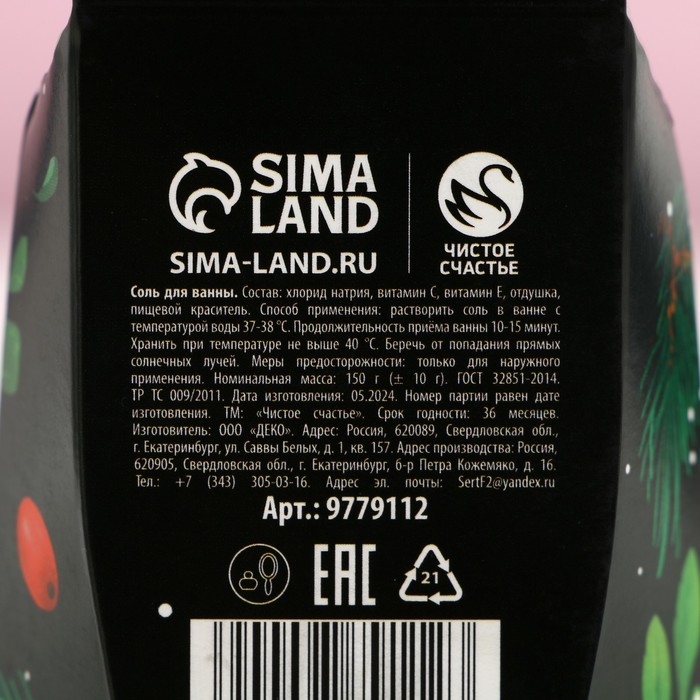 SIMA
LAND
SIMA-LAND.RU
ЧИСТОЕ
СЧАСТЬЕ
Соль для ванны. Состав: хлорид натрия, витамин С, витамин Е, отдушка,
пищевой краситель. Способ применения: растворить соль в ванне с
температурой воды 37-38 °С. Продолжительность приёма ванны 10-15 минут.
Хранить при температуре не выше 40 °С. Беречь от попадания прямых
солнечных лучей. Меры предосторожности: только для наружного
применения. Номинальная масса: 150 г (± 10 г). ГОСТ 32851-2014.
ТР ТС 009/2011. Дата изготовления: 05.2024. Номер партии равен дате
изготовления. ТМ: «Чистое счастье». Срок годности: 36 месяцев.
Изготовитель: ООО «ДЕКО». Адрес: Россия, 620089, Свердловская обл.,
г. Екатеринбург, ул. Саввы Белых, д. 1, кв. 157. Адрес производства: Россия,
620905, Свердловская обл., г. Екатеринбург, б-р Петра Кожемяко, д. 16.
Тел.: +7 (343) 305-03-16. Адрес эл. почты: SertF2@yandex.ru
Арт.: 9779112
EAC
21